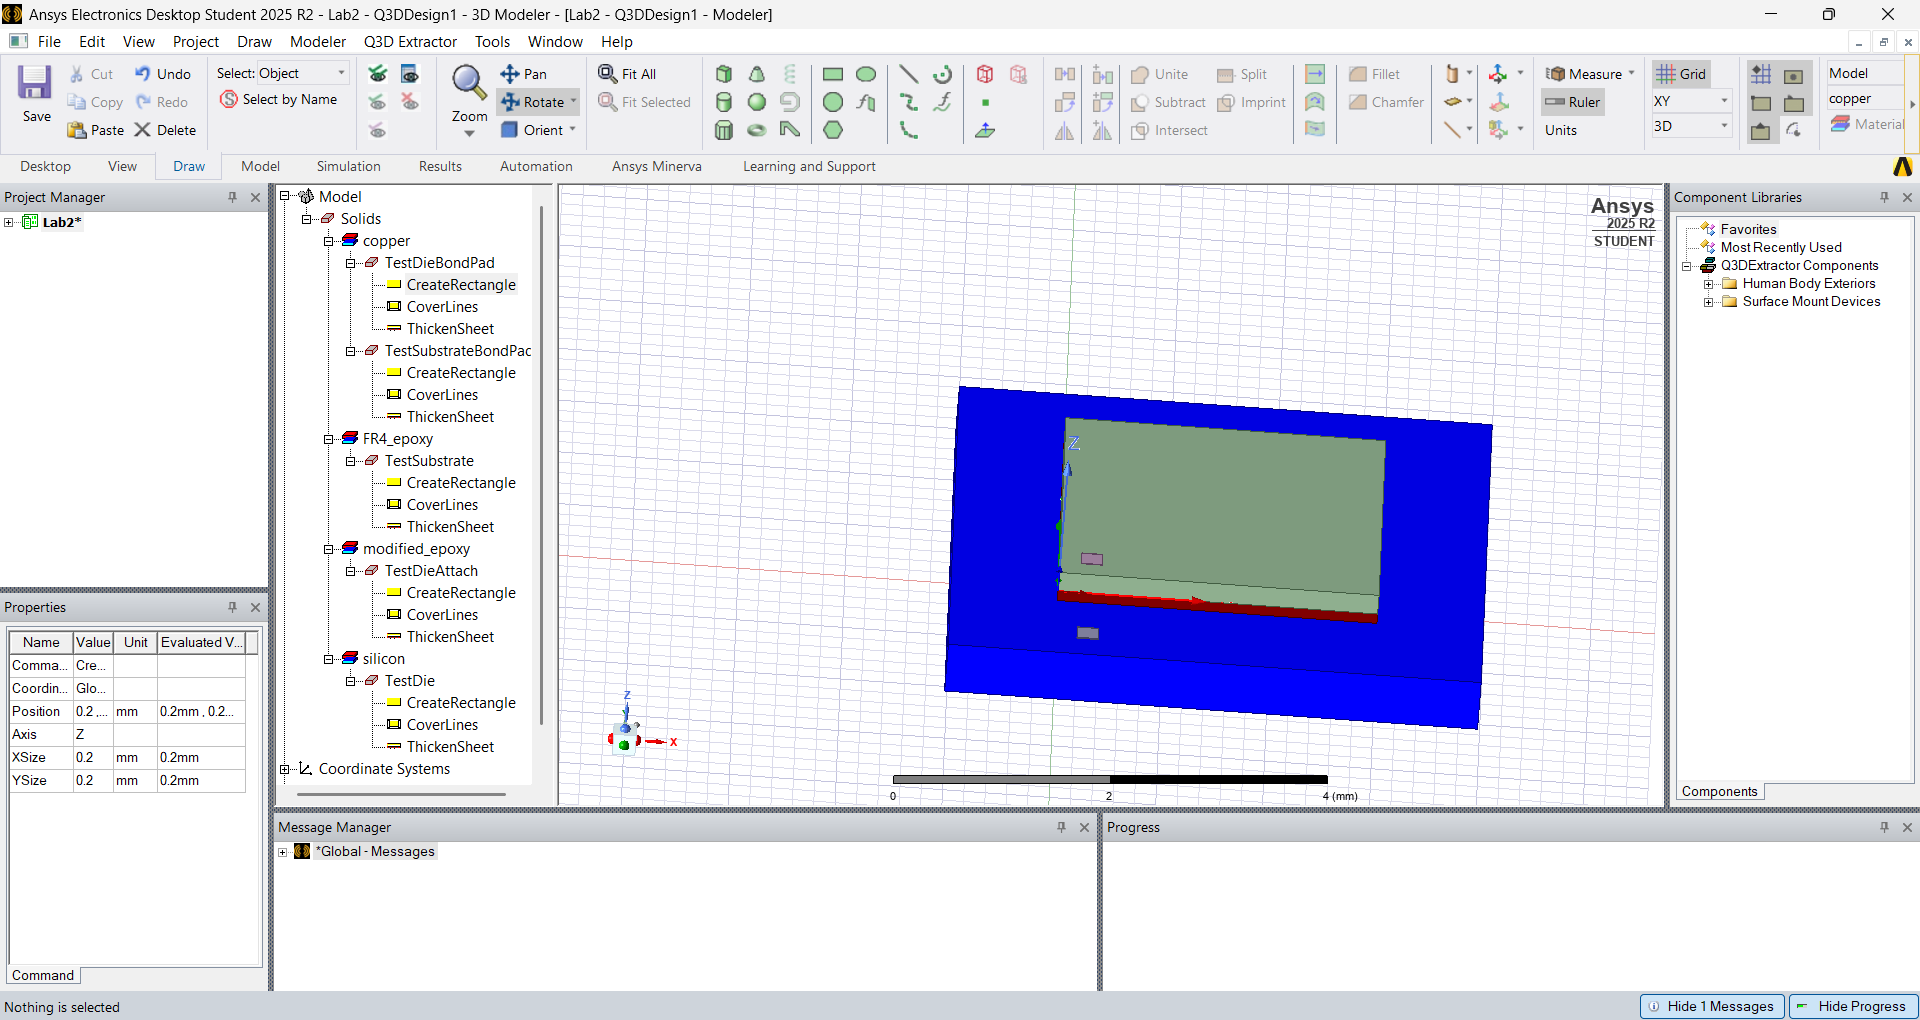 Ansys Electronics Desktop Student 2025 R2 - Lab2 - Q3DDesign1 - 3D Modeler - [Lab2 - Q3DDesign1 - Modeler]
File Edit View Project Draw Modeler Q3D Extractor Tools Window Help
Save
Cut
Copy
Paste
Undo
Redo
Delete
Select: Object
Select by Name
Zoom
Pan
Rotate
Orient
Fit All
Fit Selected
Unite
Subtract
Intersect
Split
Imprint
Fillet
Chamfer
Measure
Ruler
Units
Grid
XY
3D
Model
copper
Material
Desktop View Draw Model Simulation Results Automation Ansys Minerva Learning and Support
Project Manager
Lab2*
Properties
Name Value Unit Evaluated V...
Comma... Cre...
Coordin... Glo...
Position 0.2 ,... mm 0.2mm , 0.2...
Axis Z
XSize 0.2 mm 0.2mm
YSize 0.2 mm 0.2mm
Command
Model
Solids
copper
TestDieBondPad
CreateRectangle
CoverLines
ThickenSheet
TestSubstrateBondPac
CreateRectangle
CoverLines
ThickenSheet
FR4_epoxy
TestSubstrate
CreateRectangle
CoverLines
ThickenSheet
modified_epoxy
TestDieAttach
CreateRectangle
CoverLines
ThickenSheet
silicon
TestDie
CreateRectangle
CoverLines
ThickenSheet
Coordinate Systems
Ansys
2025 R2
STUDENT
Z
Z
X
0 2 4 (mm)
Component Libraries
Favorites
Most Recently Used
Q3DExtractor Components
Human Body Exteriors
Surface Mount Devices
Components
Message Manager
*Global - Messages
Progress
Nothing is selected
Hide 1 Messages
Hide Progress